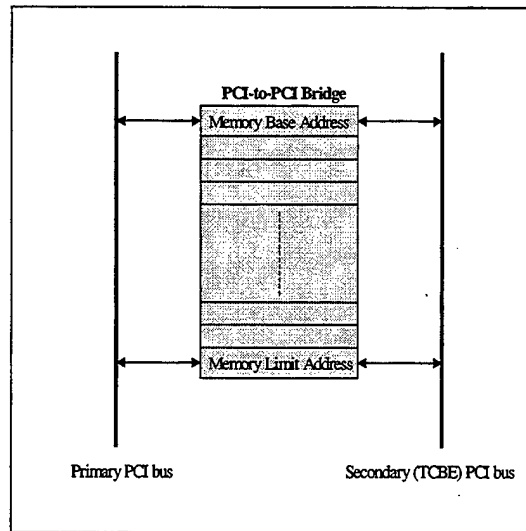 PCI-to-PCI Bridge
Memory Base Address
Memory Limit Address
Primary PCI bus
Secondary (TCBE) PCI bus